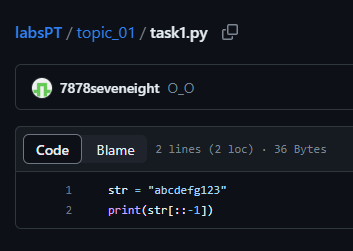 labsPT / topic_01 / task1.py
7878seveneight O_O
Code Blame 2 lines (2 loc) · 36 Bytes
1 str = "abcdefg123"
2 print(str[::-1])